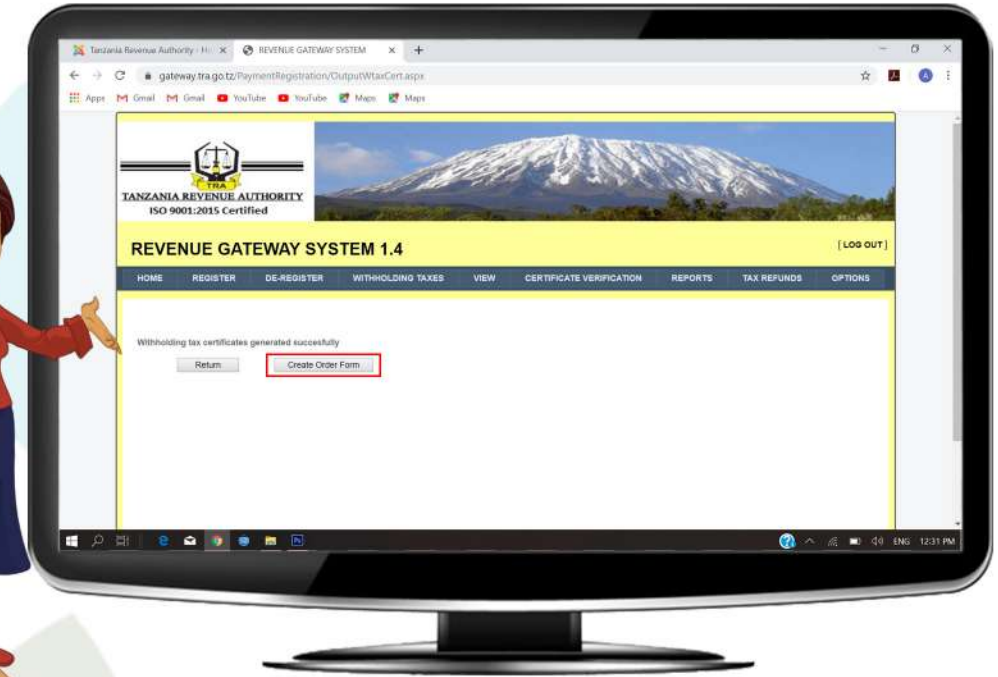 Tanzania Revenue Authority - Ho X REVENUE GATEWAY SYSTEM X +
gateway.tra.go.tz/PaymentRegistration/OutputWtaxCert.aspx A
Apps Gmail Gmail YouTube YouTube Maps Maps
TRA
TANZANIA REVENUE AUTHORITY
ISO 9001:2015 Certified
REVENUE GATEWAY SYSTEM 1.4 [ LOG OUT ]
HOME REGISTER DE-REGISTER WITHHOLDING TAXES VIEW CERTIFICATE VERIFICATION REPORTS TAX REFUNDS OPTIONS
Withholding tax certificates generated succesfully
Return Create Order Form
ENG 12:31 PM